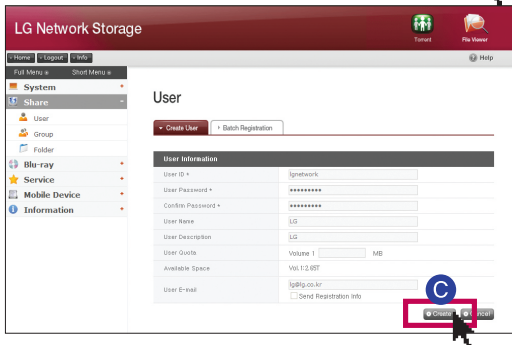 LG Network Storage
Torrent
File Viewer
Home Logout Info
Help
Full Menu Short Menu
System +
Share -
User
Group
Folder
Blu-ray +
Service +
Mobile Device +
Information +
User
Create User Batch Registration
User Information
User ID * lgnetwork
User Password * •••••••••
Confirm Password * •••••••••
User Name LG
User Description LG
User Quota Volume 1 MB
Available Space Vol.1:2.65T
User E-mail lg@lg.co.kr
Send Registration Info
C
Create Cancel